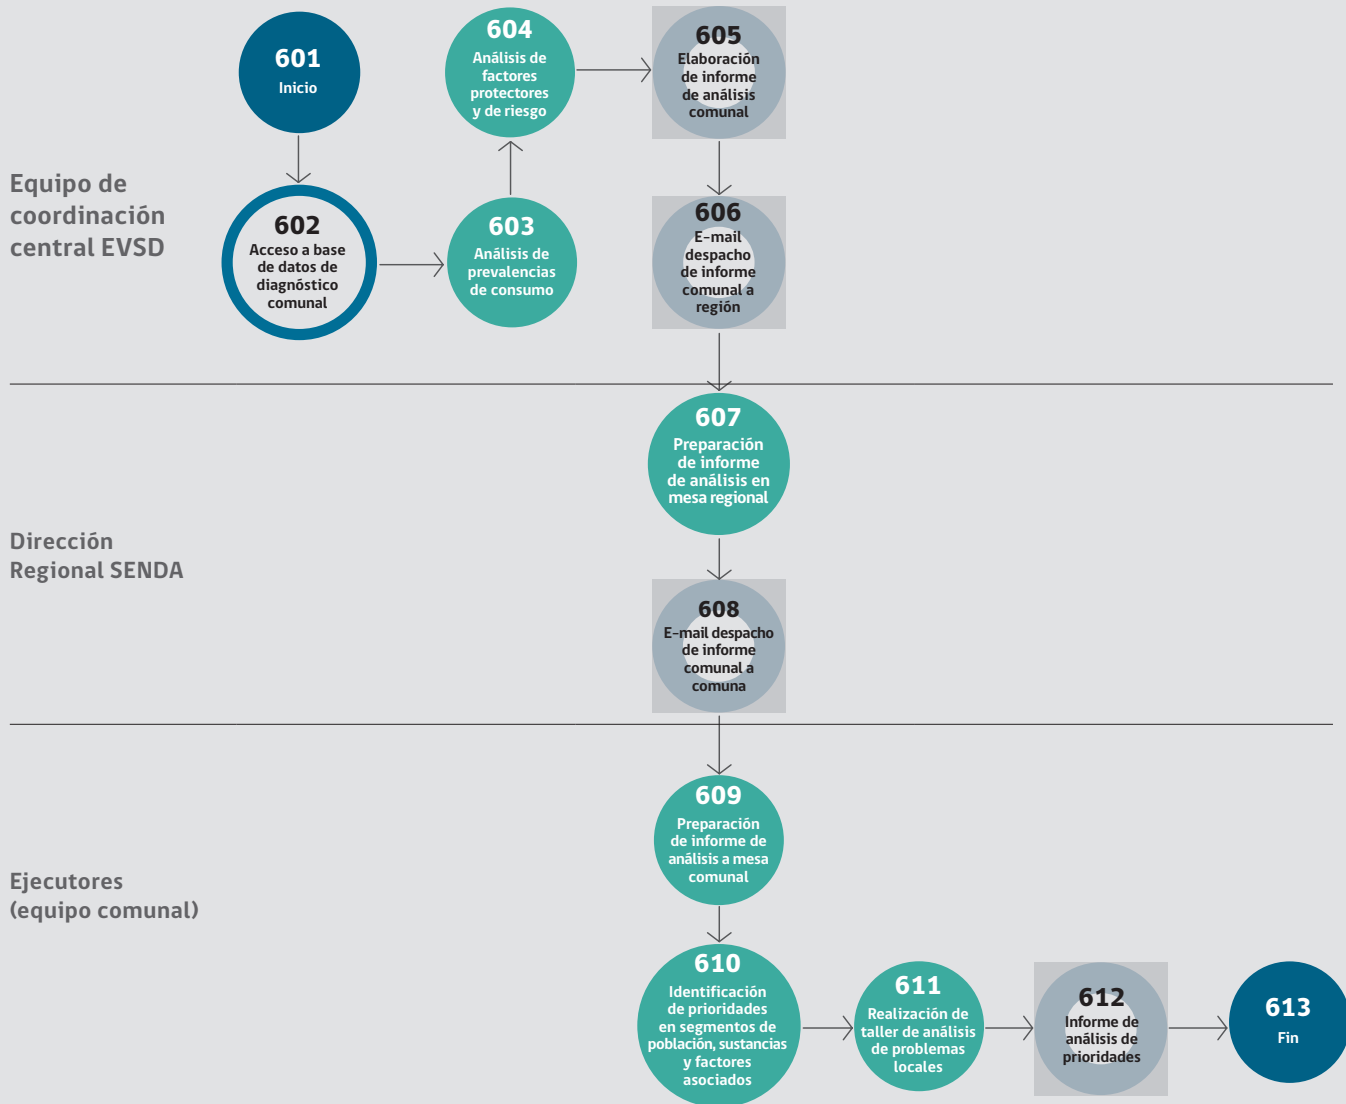 Equipo de
coordinación
central EVSD
601
Inicio
602
Acceso a base
de datos de
diagnóstico
comunal
603
Análisis de
prevalencias
de consumo
604
Análisis de
factores
protectores
y de riesgo
605
Elaboración
de informe
de análisis
comunal
606
E-mail
despacho
de informe
comunal a
región
Dirección
Regional SENDA
607
Preparación
de informe
de análisis en
mesa regional
608
E-mail despacho
de informe
comunal a
comuna
Ejecutores
(equipo comunal)
609
Preparación
de informe de
análisis a mesa
comunal
610
Identificación
de prioridades
en segmentos de
población, sustancias
y factores
asociados
611
Realización de
taller de análisis
de problemas
locales
612
Informe de
análisis de
prioridades
613
Fin